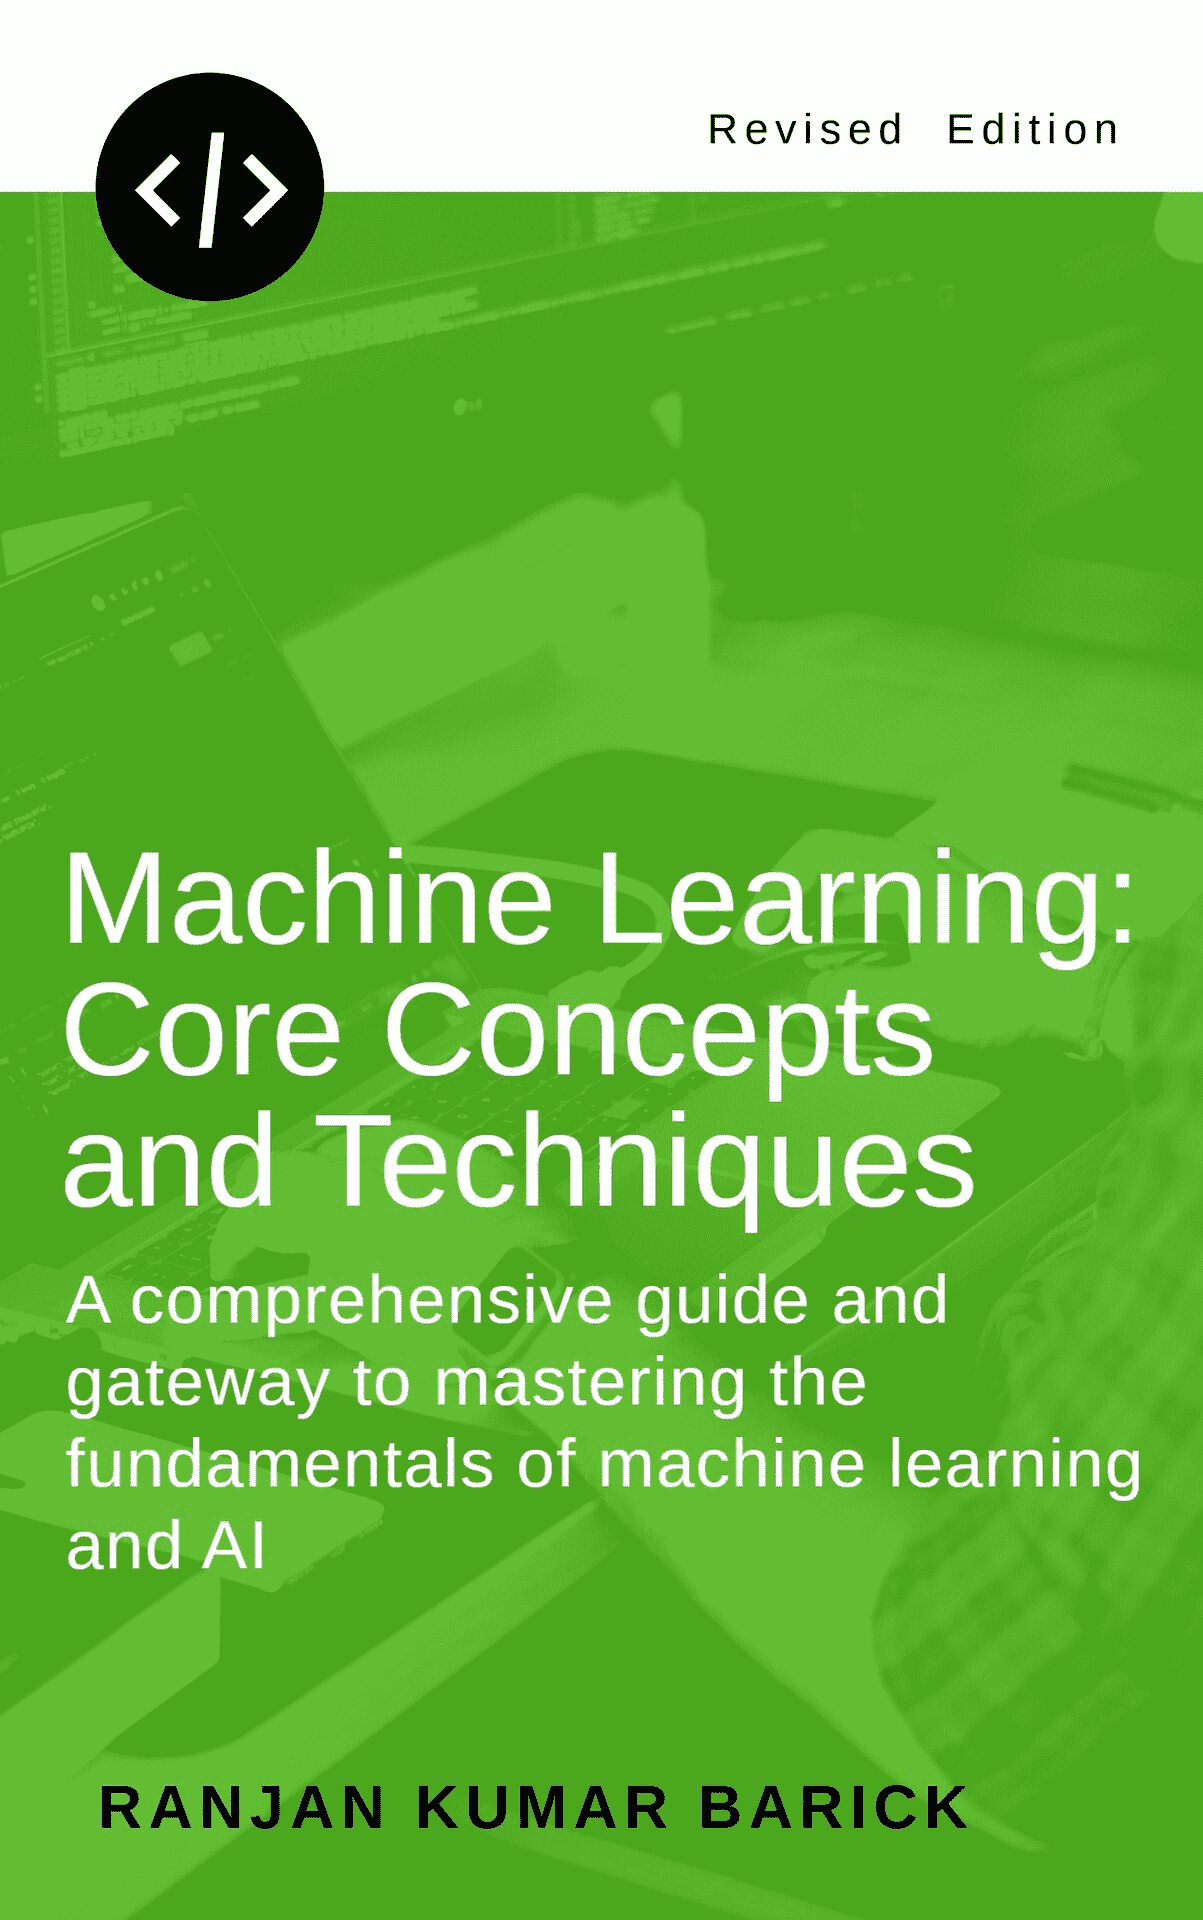 </>
Revised Edition
Machine Learning:
Core Concepts
and Techniques
A comprehensive guide and
gateway to mastering the
fundamentals of machine learning
and AI
RANJAN KUMAR BARICK